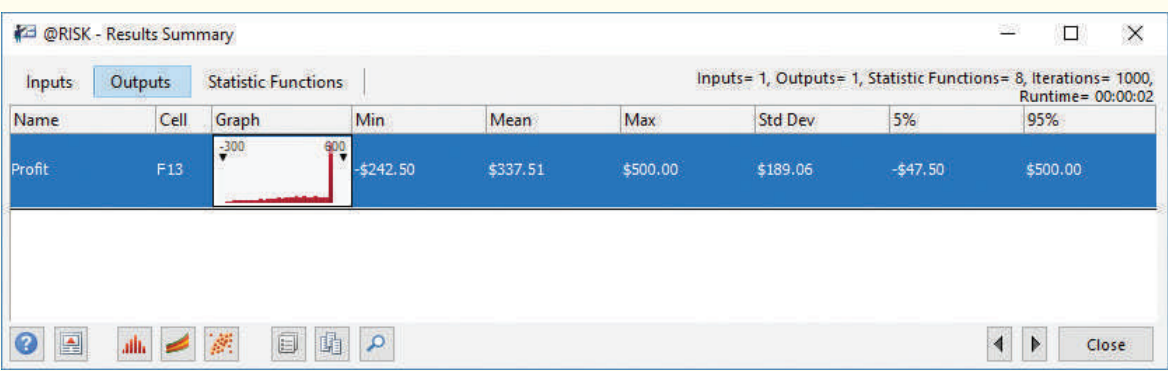 @RISK - Results Summary
Inputs Outputs Statistic Functions
Inputs= 1, Outputs= 1, Statistic Functions= 8, Iterations= 1000,
Runtime= 00:00:02
Name Cell Graph Min Mean Max Std Dev 5% 95%
-300 600
Profit F13 -$242.50 $337.51 $500.00 $189.06 -$47.50 $500.00
Close